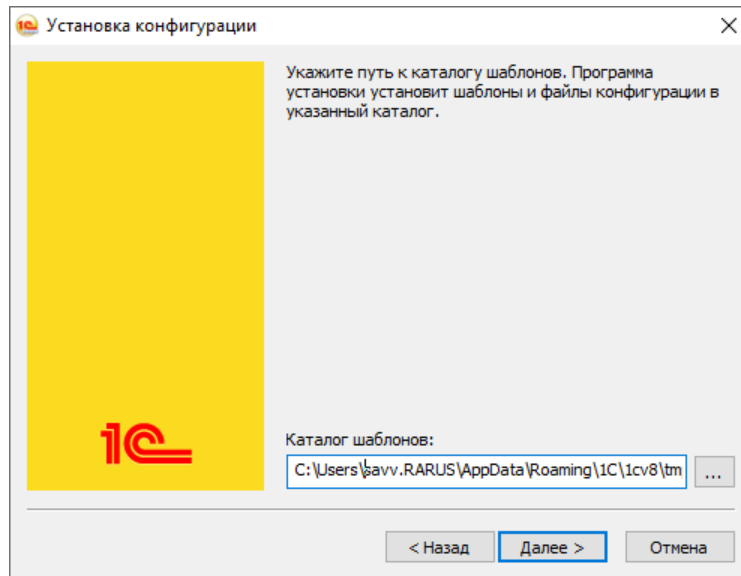 1С Установка конфигурации
Укажите путь к каталогу шаблонов. Программа
установки установит шаблоны и файлы конфигурации в
указанный каталог.
1С
Каталог шаблонов:
C:\Users\savv.RARUS\AppData\Roaming\1C\1cv8\tm
...
< Назад
Далее >
Отмена